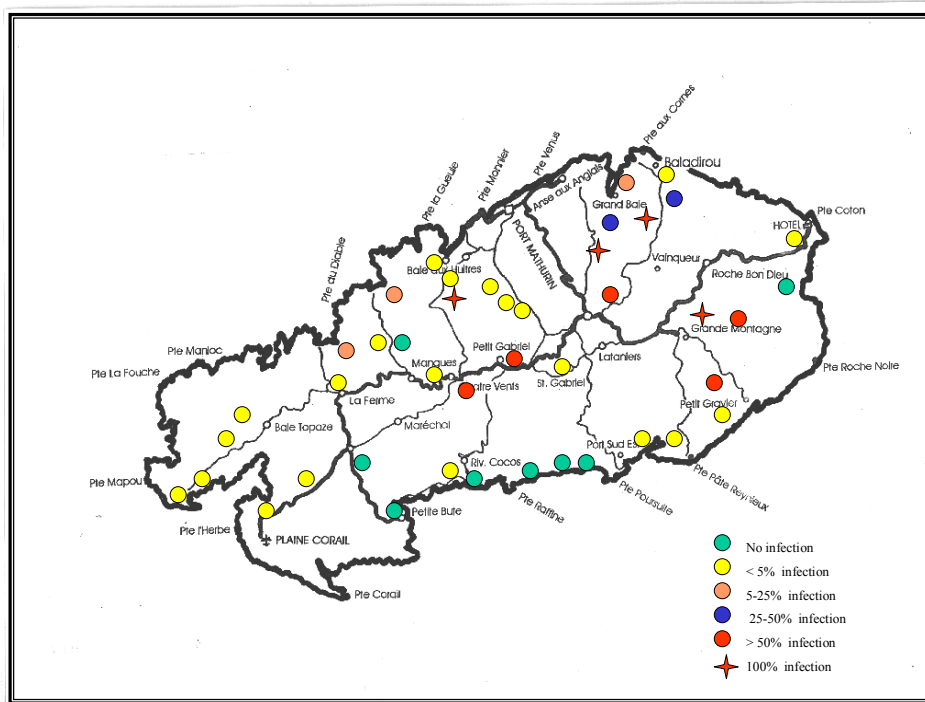 Pte aux Cornes
Pte Venus
Pte Monnier
Pte la Gueule
Pte du Diable
Baladirou
Anse aux Anglais
Grand Baie
Pte Coton
HOTEL
PORT MATHURIN
Vainqueur
Roche Bon Dieu
Baie aux Huitres
Grande Montagne
Pte Manioc
Pte La Fouche
Petit Gabriel
Lataniers
Pte Roche Noire
Mangues
St. Gabriel
La Ferme
Petit Gravier
Baie Topaze
Maréchal
Port Sud Es
Riv. Cocos
Pte Mapou
Pte Pâte Reynieux
Pte Raffine
Pte Poursuite
Petite Bute
Pte l'Herbe
PLAINE CORAIL
Pte Corail
No infection
< 5% infection
5-25% infection
25-50% infection
> 50% infection
100% infection